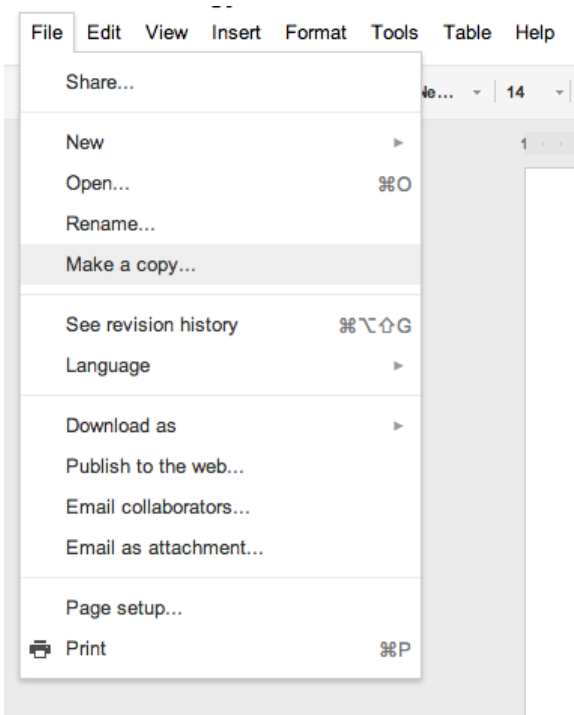 File Edit View Insert Format Tools Table Help
Share...
14
New ►
1
Open... ⌘O
Rename...
Make a copy...
See revision history ⌘⌥⇧G
Language ►
Download as ►
Publish to the web...
Email collaborators...
Email as attachment...
Page setup...
Print ⌘P